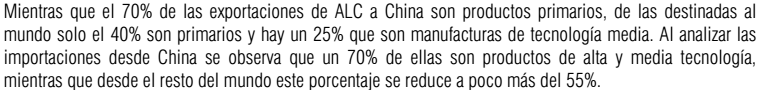 Mientras que el 70% de las exportaciones de ALC a China son productos primarios, de las destinadas al
mundo solo el 40% son primarios y hay un 25% que son manufacturas de tecnología media. Al analizar las
importaciones desde China se observa que un 70% de ellas son productos de alta y media tecnología,
mientras que desde el resto del mundo este porcentaje se reduce a poco más del 55%.